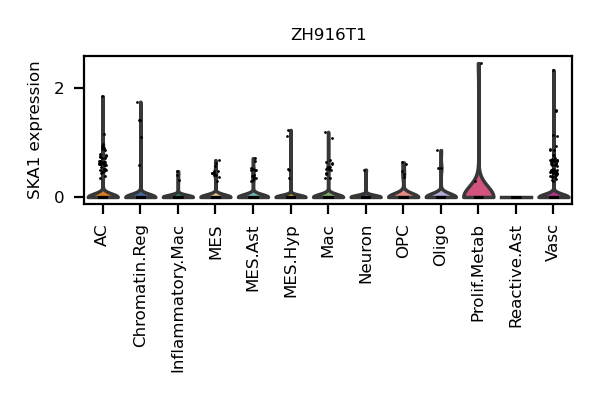 ZH916T1
SKA1 expression
2
0
AC
Chromatin.Reg
Inflammatory.Mac
MES
MES.Ast
MES.Hyp
Mac
Neuron
OPC
Oligo
Prolif.Metab
Reactive.Ast
Vasc